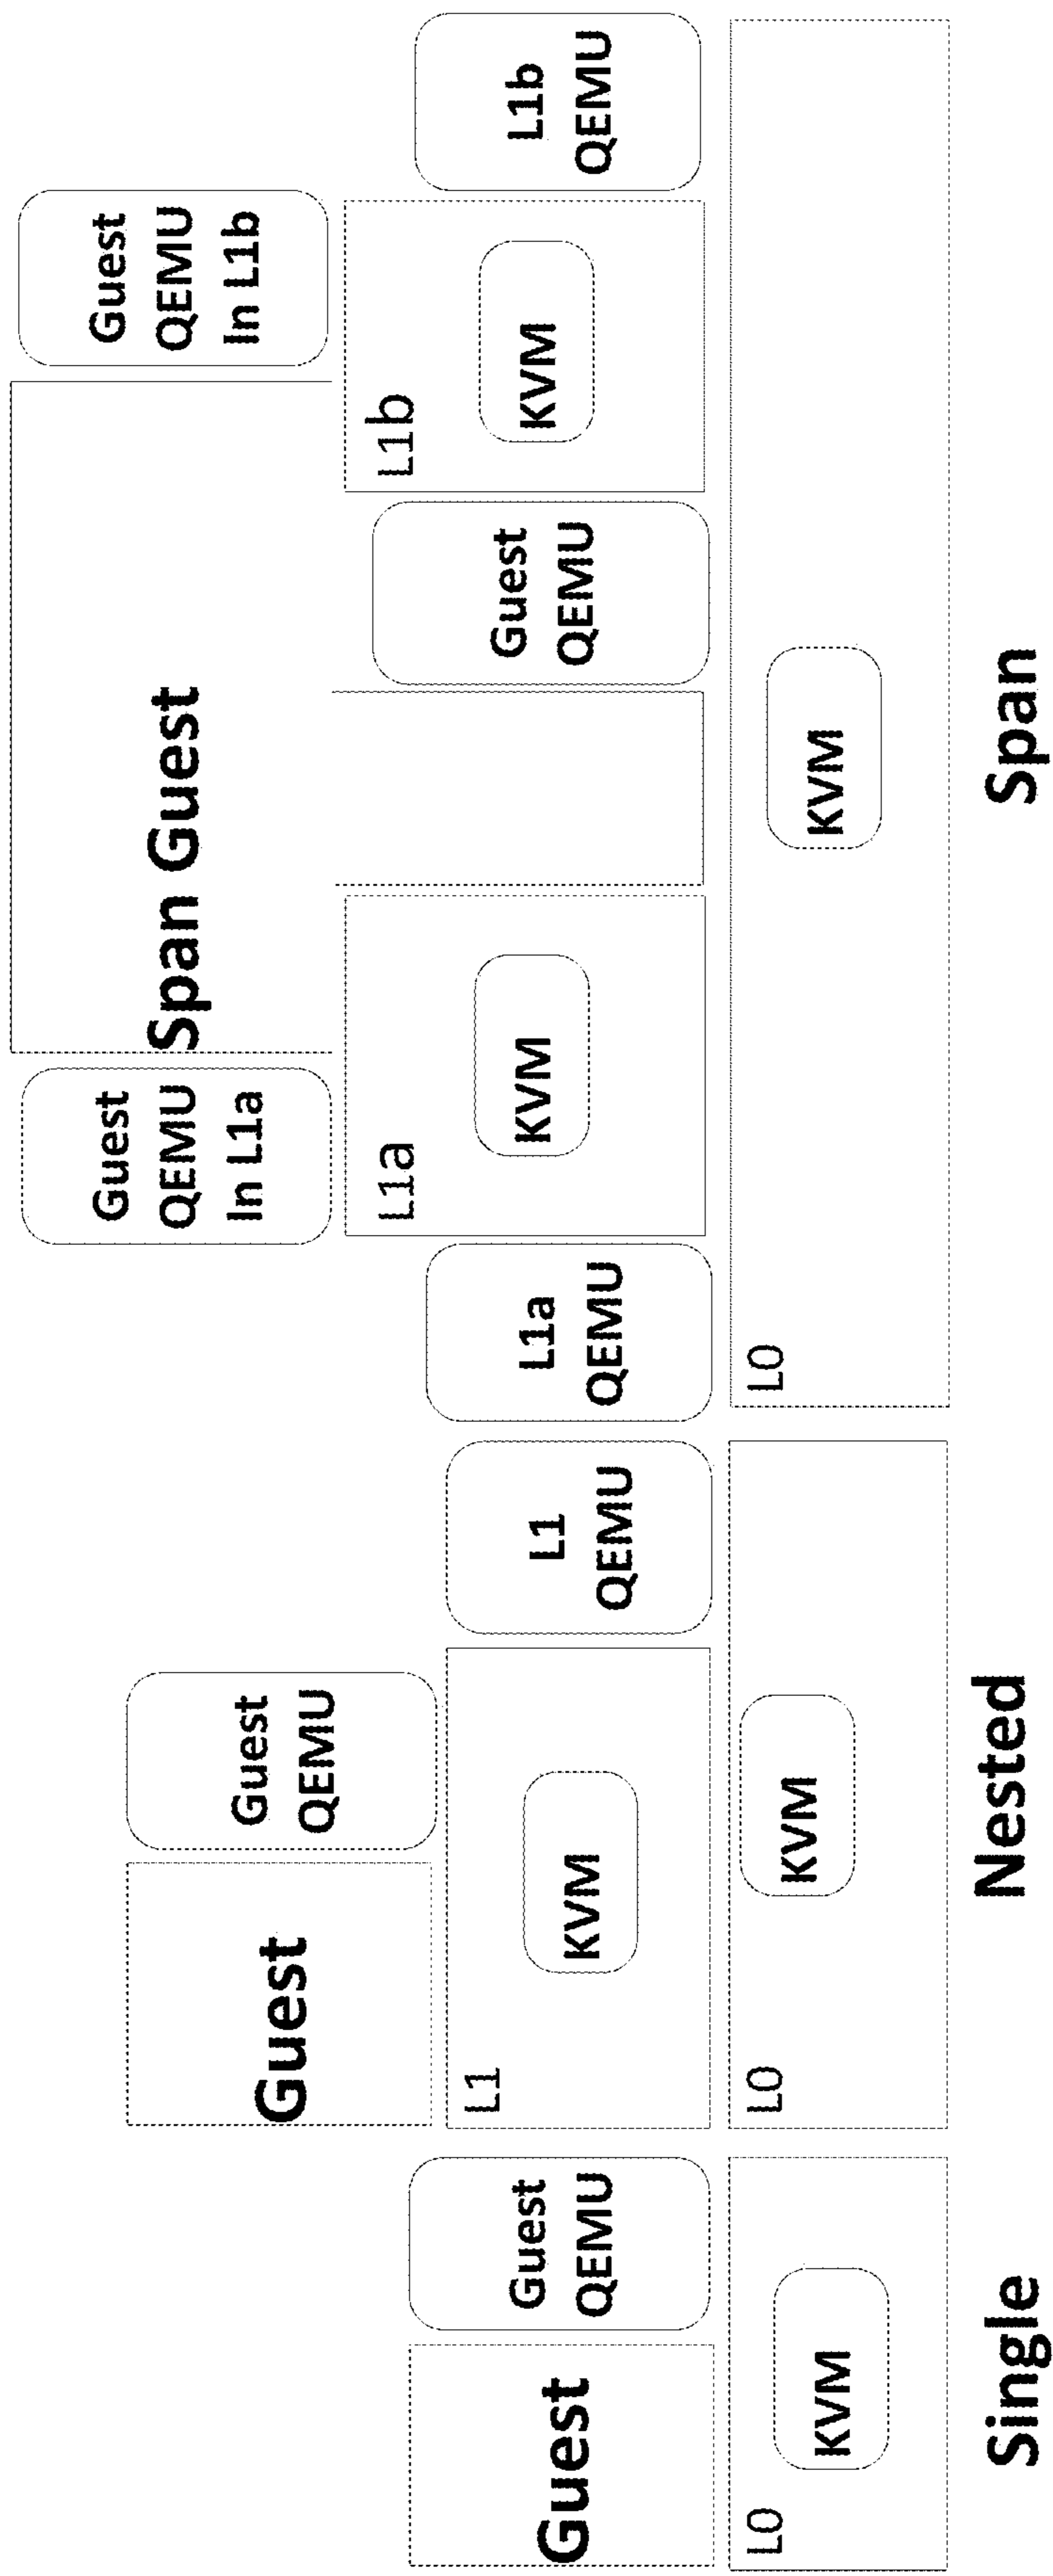 Guest
Guest
QEMU
L0
KVM
Single
Guest
Guest
QEMU
L1
KVM
L1
QEMU
L0
KVM
Nested
Guest
QEMU
In L1a
Span Guest
Guest
QEMU
In L1b
L1a
QEMU
L1a
KVM
Guest
QEMU
L1b
KVM
L1b
QEMU
L0
KVM
Span